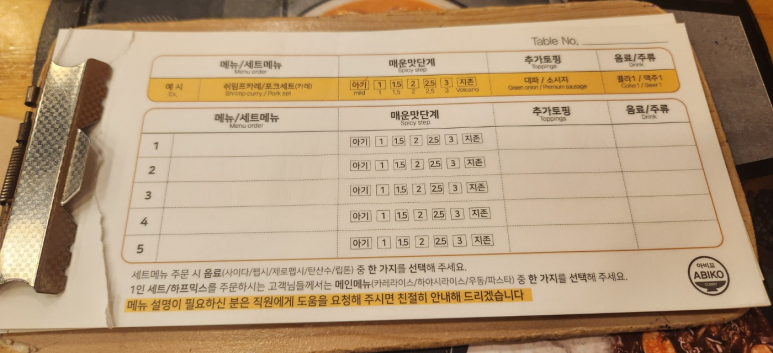 Table No.
메뉴/세트메뉴 매운맛단계 추가토핑 음료/주류
Menu order Spicy step Toppings Drink
예시 쉬림프카레/포크세트(카레) 아기 1 1.5 2 2.5 3 지존 대파 / 소시지 콜라1 / 맥주1
Ex. Shrimp curry / Pork set mild 1 1.5 2 2.5 3 Volcano Green onion / Premium sausage Coke 1 / Beer 1
메뉴/세트메뉴 매운맛단계 추가토핑 음료/주류
Menu order Spicy step Toppings Drink
1 아기 1 1.5 2 2.5 3 지존
2 아기 1 1.5 2 2.5 3 지존
3 아기 1 1.5 2 2.5 3 지존
4 아기 1 1.5 2 2.5 3 지존
5 아기 1 1.5 2 2.5 3 지존
세트메뉴 주문 시 음료(사이다/펩시/제로펩시/탄산수/립톤) 중 한 가지를 선택해 주세요.
1인 세트/하프믹스를 주문하시는 고객님들께서는 메인메뉴(카레라이스/하야시라이스/우동/파스타) 중 한 가지를 선택해 주세요.
메뉴 설명이 필요하신 분은 직원에게 도움을 요청해 주시면 친절히 안내해 드리겠습니다
아비꼬
ABIKO